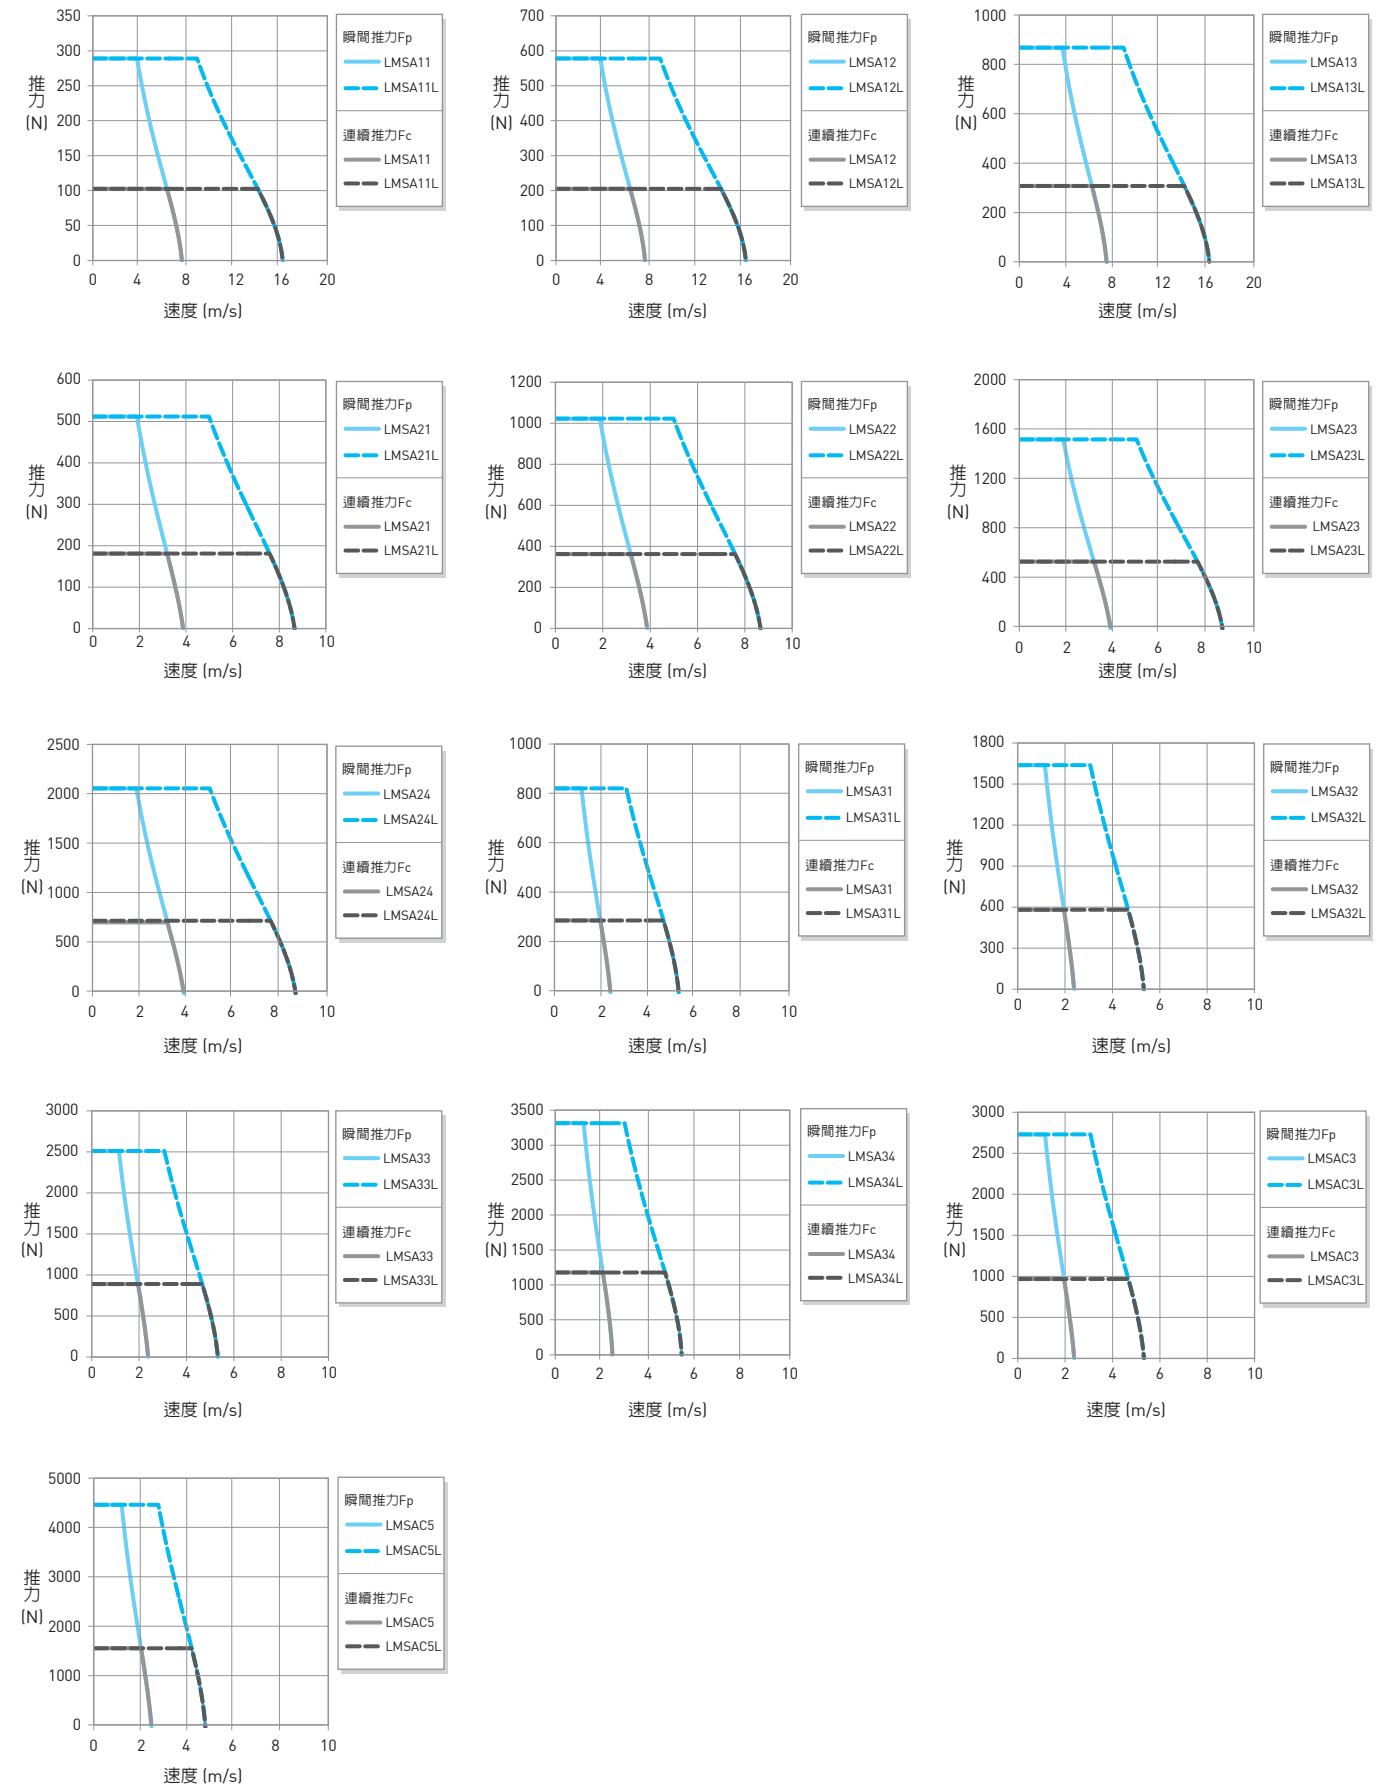 350
300
250
200
150
100
50
0
推力
(N)
0 4 8 12 16 20
速度 (m/s)
瞬間推力Fp
LMSA11
LMSA11L
連續推力Fc
LMSA11
LMSA11L
700
600
500
400
300
200
100
0
推力
(N)
0 4 8 12 16 20
速度 (m/s)
瞬間推力Fp
LMSA12
LMSA12L
連續推力Fc
LMSA12
LMSA12L
1000
800
600
400
200
0
推力
(N)
0 4 8 12 16 20
速度 (m/s)
瞬間推力Fp
LMSA13
LMSA13L
連續推力Fc
LMSA13
LMSA13L
600
500
400
300
200
100
0
推力
(N)
0 2 4 6 8 10
速度 (m/s)
瞬間推力Fp
LMSA21
LMSA21L
連續推力Fc
LMSA21
LMSA21L
1200
1000
800
600
400
200
0
推力
(N)
0 2 4 6 8 10
速度 (m/s)
瞬間推力Fp
LMSA22
LMSA22L
連續推力Fc
LMSA22
LMSA22L
2000
1600
1200
800
400
0
推力
(N)
0 2 4 6 8 10
速度 (m/s)
瞬間推力Fp
LMSA23
LMSA23L
連續推力Fc
LMSA23
LMSA23L
2500
2000
1500
1000
500
0
推力
(N)
0 2 4 6 8 10
速度 (m/s)
瞬間推力Fp
LMSA24
LMSA24L
連續推力Fc
LMSA24
LMSA24L
1000
800
600
400
200
0
推力
(N)
0 2 4 6 8 10
速度 (m/s)
瞬間推力Fp
LMSA31
LMSA31L
連續推力Fc
LMSA31
LMSA31L
1800
1500
1200
900
600
300
0
推力
(N)
0 2 4 6 8 10
速度 (m/s)
瞬間推力Fp
LMSA32
LMSA32L
連續推力Fc
LMSA32
LMSA32L
3000
2500
2000
1500
1000
500
0
推力
(N)
0 2 4 6 8 10
速度 (m/s)
瞬間推力Fp
LMSA33
LMSA33L
連續推力Fc
LMSA33
LMSA33L
3500
3000
2500
2000
1500
1000
500
0
推力
(N)
0 2 4 6 8 10
速度 (m/s)
瞬間推力Fp
LMSA34
LMSA34L
連續推力Fc
LMSA34
LMSA34L
3000
2500
2000
1500
1000
500
0
推力
(N)
0 2 4 6 8 10
速度 (m/s)
瞬間推力Fp
LMSAC3
LMSAC3L
連續推力Fc
LMSAC3
LMSAC3L
5000
4000
3000
2000
1000
0
推力
(N)
0 2 4 6 8 10
速度 (m/s)
瞬間推力Fp
LMSAC5
LMSAC5L
連續推力Fc
LMSAC5
LMSAC5L